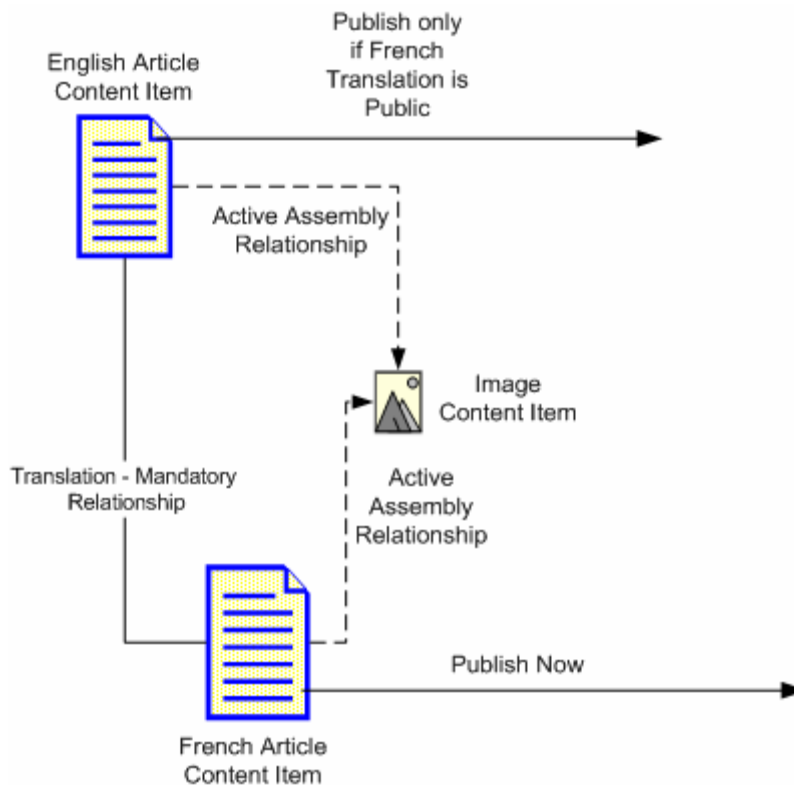 Publish only
if French
Translation is
Public
English Article
Content Item
Active Assembly
Relationship
Image
Content Item
Translation - Mandatory
Relationship
Active
Assembly
Relationship
Publish Now
French Article
Content Item